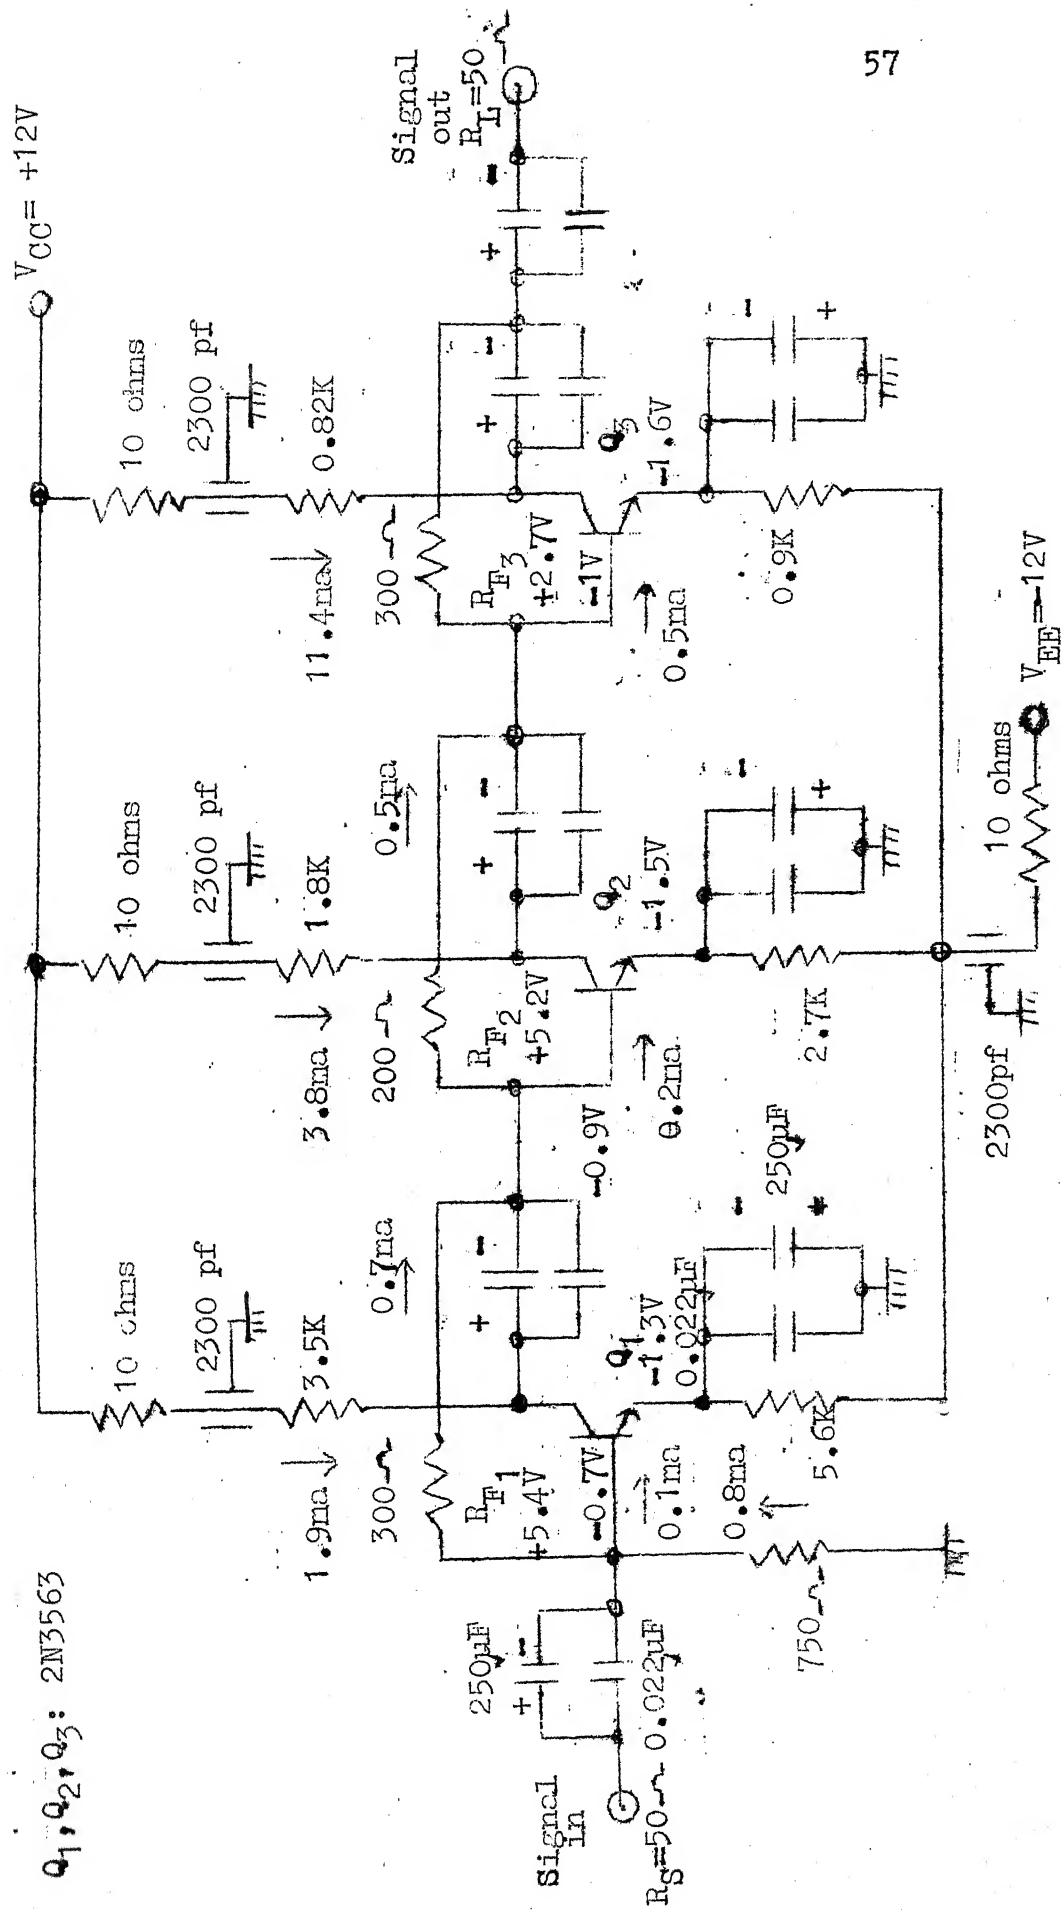 57
Q1,Q2,Q3: 2N3563
VCC= +12V
10 ohms
10 ohms
10 ohms
2300 pf
2300 pf
2300 pf
1.9ma
3.5K
3.8ma
1.8K
11.4ma
0.82K
300
0.7ma
200
0.5ma
300
Signal
out
RL=50
RF1
+5.4V
RF2
+5.2V
RF3
+2.7V
250µF
Signal
in
RS=50
0.022µF
-0.7V
Q1
-1.3V
0.1ma
-0.9V
Q2
-1.5V
0.2ma
-1V
Q3
-1.6V
0.5ma
0.8ma
0.022µF
250µF
750
5.6K
2.7K
0.9K
2300pf
10 ohms
VEE=-12V